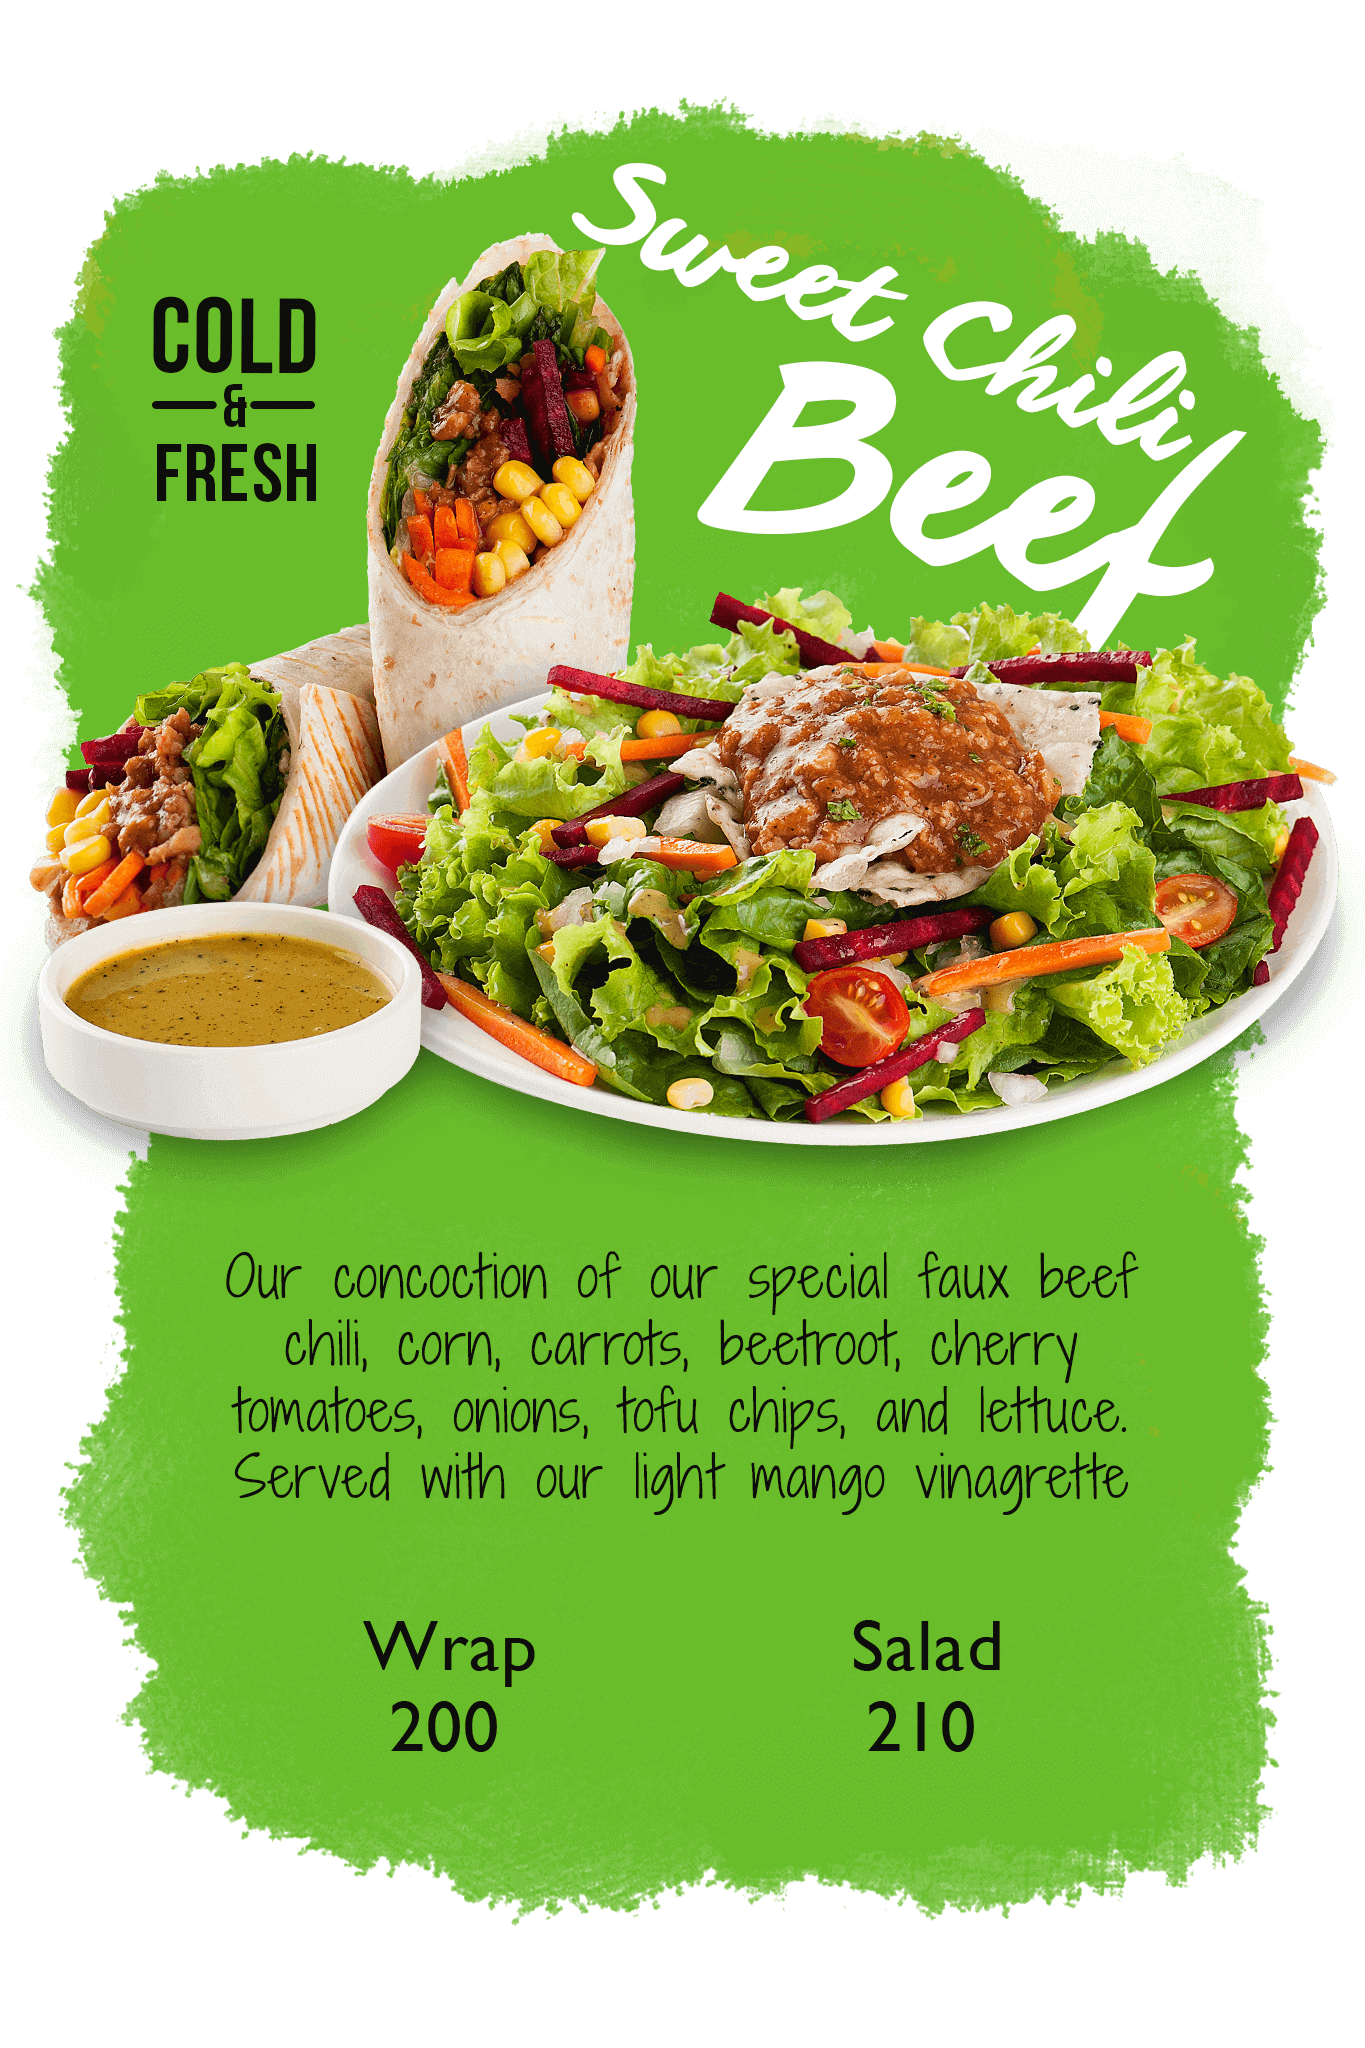 COLD
&
FRESH
Sweet Chili
Beef
Our concoction of our special faux beef
chili, corn, carrots, beetroot, cherry
tomatoes, onions, tofu chips, and lettuce.
Served with our light mango vinagrette
Wrap
200
Salad
210